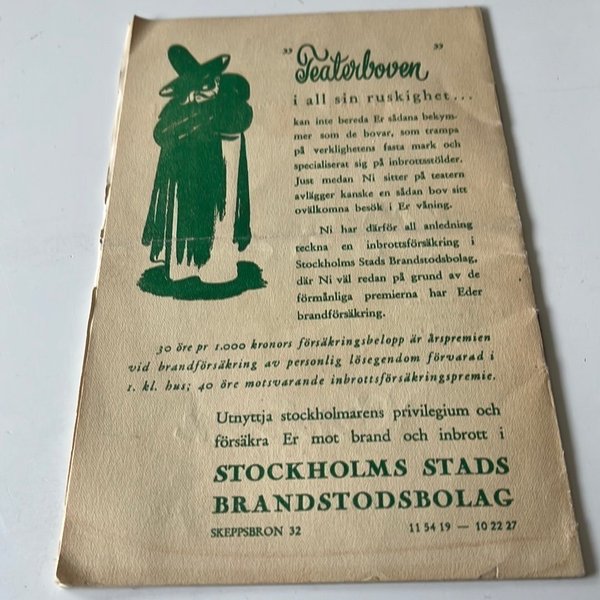 "Teaterboven"
i all sin ruskighet...
kan inte bereda Er sådana bekym-
mer som de bovar, som trampa
på verklighetens fasta mark och
specialiserat sig på inbrottsstölder.
Just medan Ni sitter på teatern
avlägger kanske en sådan bov sitt
ovälkomna besök i Er våning.
Ni har därför all anledning
teckna en inbrottsförsäkring i
Stockholms Stads Brandstodsbolag,
där Ni väl redan på grund av de
förmånliga premierna har Eder
brandförsäkring.
30 öre pr 1.000 kronors försäkringsbelopp är årspremien
vid brandförsäkring av personlig lösegendom förvarad i
1. kl. hus; 40 öre motsvarande inbrottsförsäkringspremie.
Utnyttja stockholmarens privilegium och
försäkra Er mot brand och inbrott i
STOCKHOLMS STADS
BRANDSTODSBOLAG
SKEPPSBRON 32 11 54 19 — 10 22 27